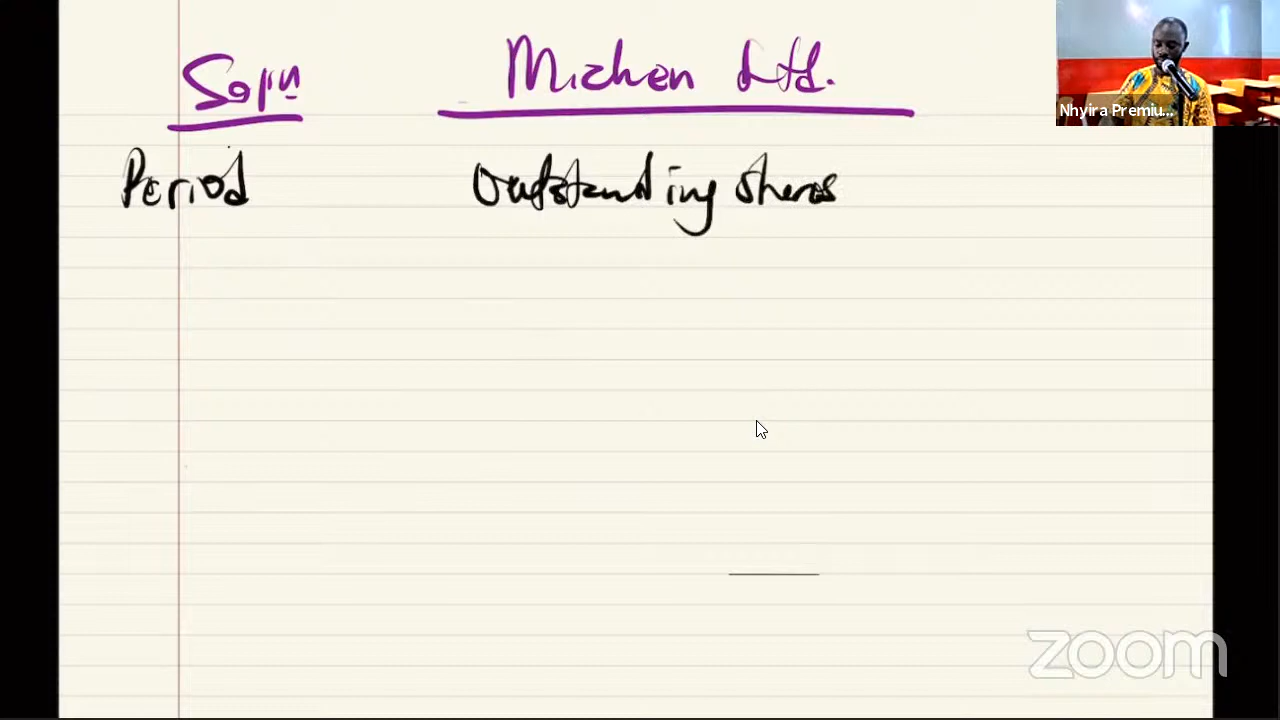 Soln
Michen Ltd.
Nhyira Premiu...
Period
Outstanding shares
zoom